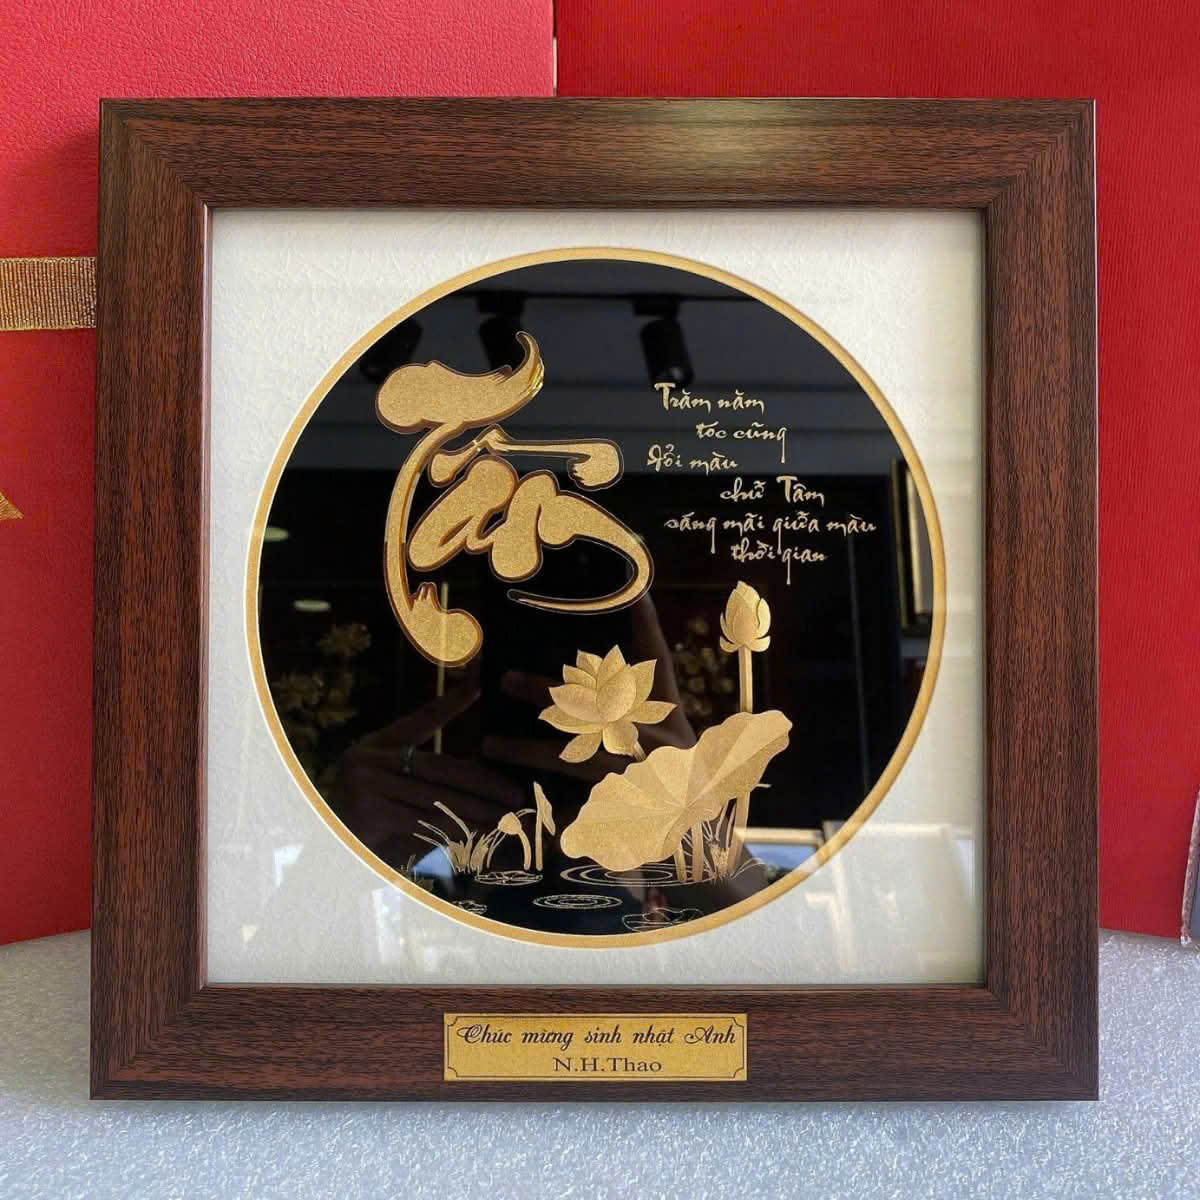 Tâm
Trăm năm
tóc cũng
đổi màu
chữ Tâm
sáng mãi giữa màu
thời gian
Chúc mừng sinh nhật Anh
N.H.Thao